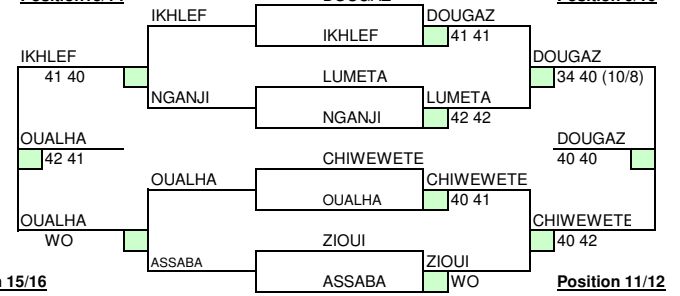 IKHLEF DOUGAZ
IKHLEF 41 41
IKHLEF DOUGAZ
41 40 LUMETA 34 40 (10/8)
NGANJI LUMETA
NGANJI 42 42
OUALHA DOUGAZ
42 41 40 40
CHIWEWETE
OUALHA CHIWEWETE
OUALHA 40 41
OUALHA CHIWEWETE
WO ZIOUI 40 42
ASSABA ZIOUI
15/16 ASSABA WO Position 11/12